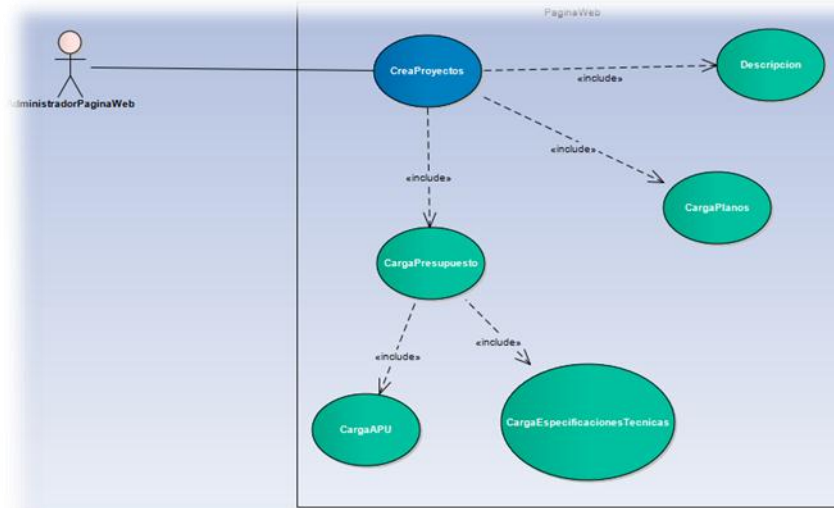 PaginaWeb
CreaProyectos
Descripcion
«include»
AdministradorPaginaWeb
«include»
«include»
CargaPlanos
CargaPresupuesto
«include»
«include»
CargaEspecificacionesTecnicas
CargaAPU